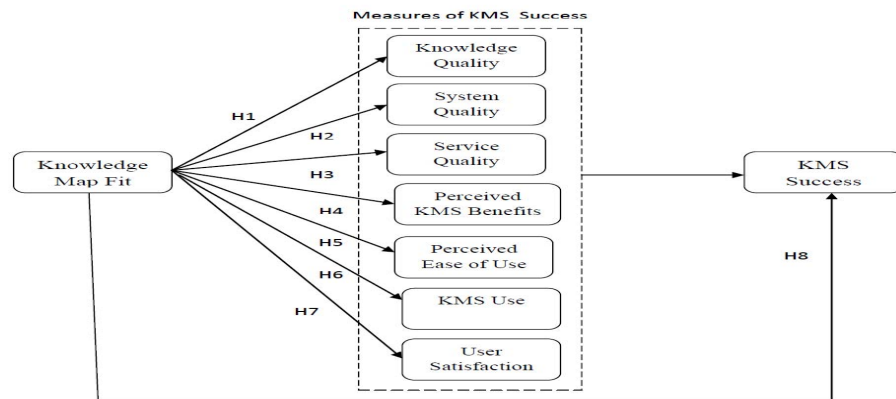 Measures of KMS Success
Knowledge
Quality
System
Quality
Service
Quality
Perceived
KMS Benefits
Perceived
Ease of Use
KMS Use
User
Satisfaction
H1
H2
H3
H4
H5
H6
H7
Knowledge
Map Fit
KMS
Success
H8